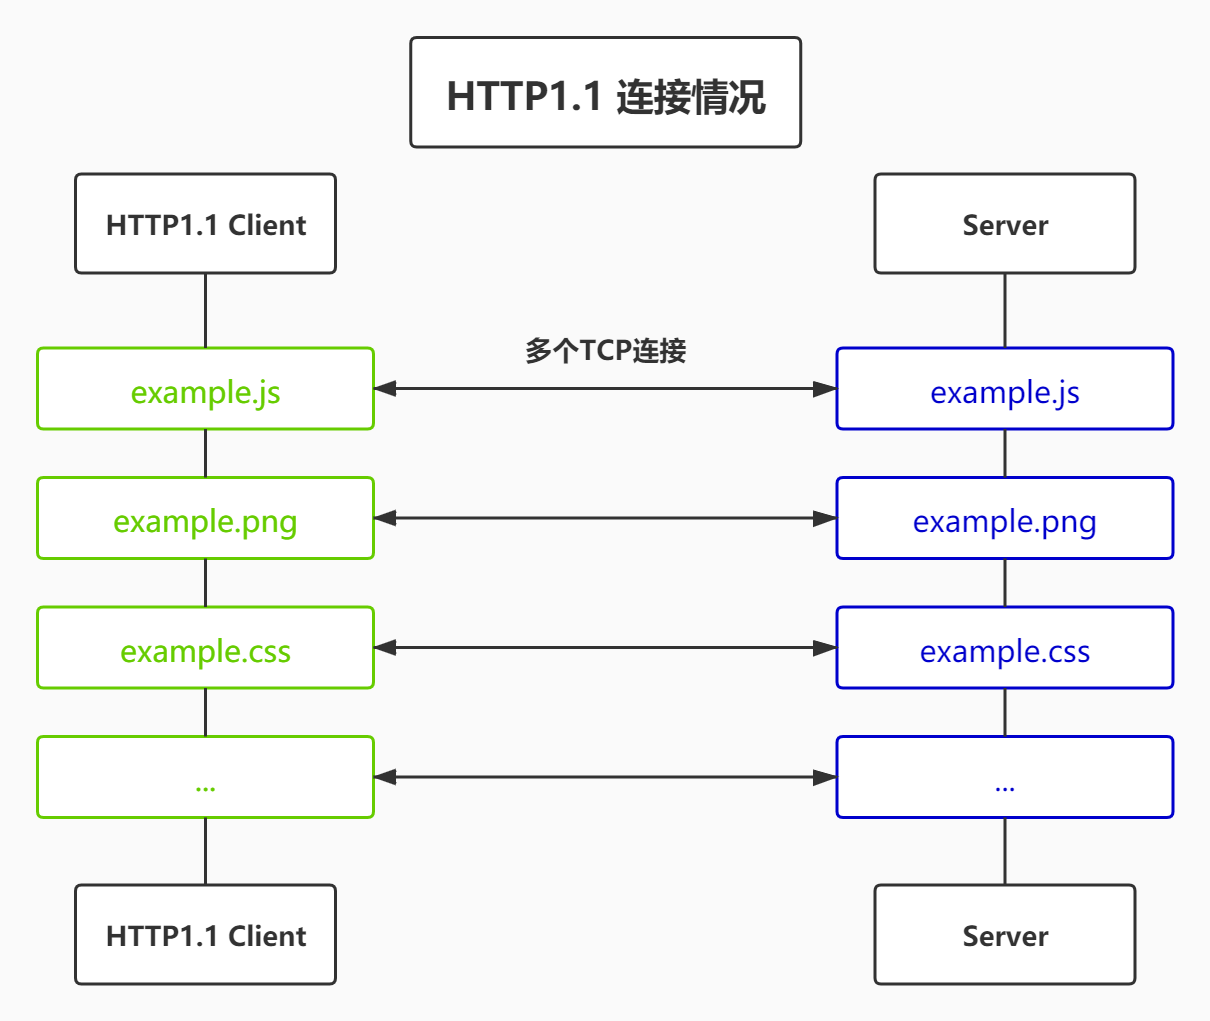 HTTP1.1 连接情况
HTTP1.1 Client
Server
多个TCP连接
example.js
example.js
example.png
example.png
example.css
example.css
...
...
HTTP1.1 Client
Server